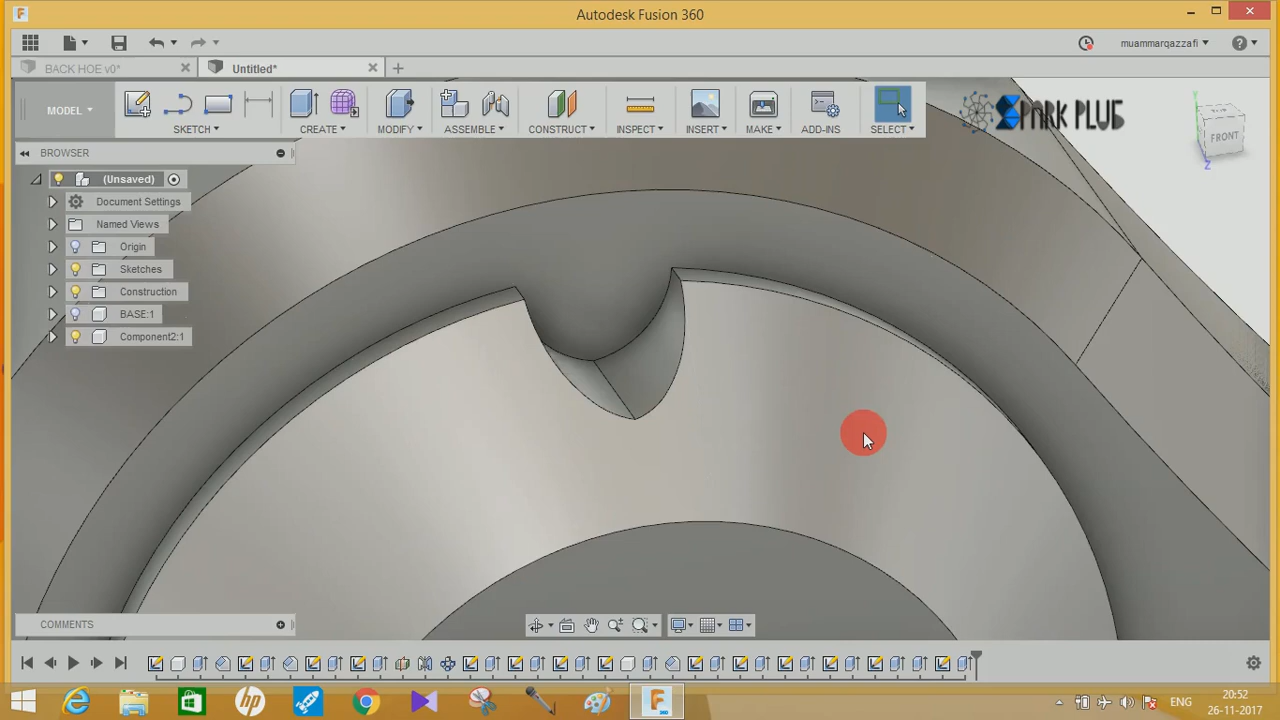 Autodesk Fusion 360
muammarqazzafi
BACK HOE v0*
Untitled*
MODEL
SKETCH
CREATE
MODIFY
ASSEMBLE
CONSTRUCT
INSPECT
INSERT
MAKE
ADD-INS
SELECT
SPARK PLUG
FRONT
Y
Z
BROWSER
(Unsaved)
Document Settings
Named Views
Origin
Sketches
Construction
BASE:1
Component2:1
COMMENTS
ENG
20:52
26-11-2017